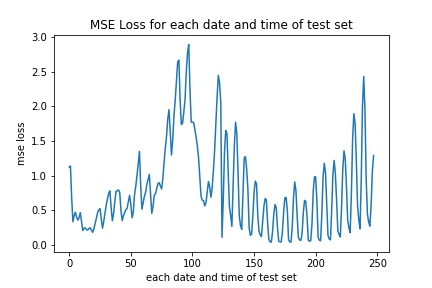 MSE Loss for each date and time of test set
3.0
2.5
2.0
1.5
1.0
0.5
0.0
mse loss
0 50 100 150 200 250
each date and time of test set